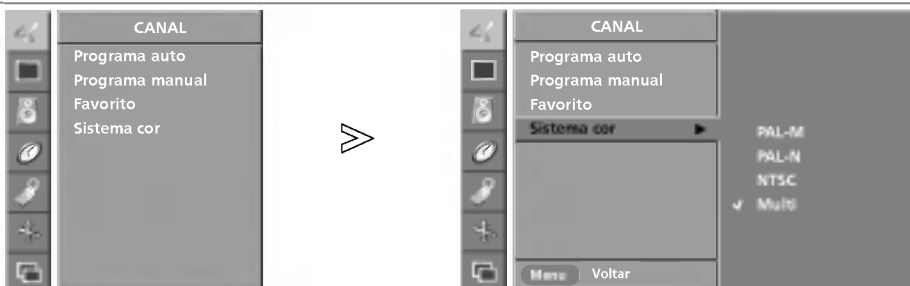 CANAL
Programa auto
Programa manual
Favorito
Sistema cor
CANAL
Programa auto
Programa manual
Favorito
Sistema cor
PAL-M
PAL-N
NTSC
Multi
Menu Voltar